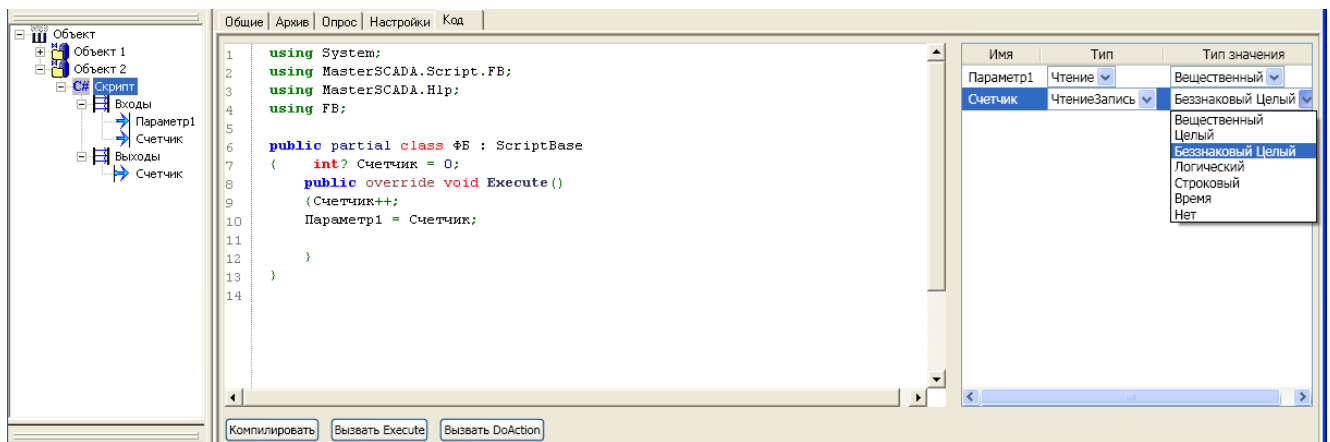 Объект
Объект 1
Объект 2
C# Скрипт
Входы
Параметр1
Счетчик
Выходы
Счетчик
Общие Архив Опрос Настройки Код
1 using System;
2 using MasterSCADA.Script.FB;
3 using MasterSCADA.Hlp;
4 using FB;
5
6 public partial class ФБ : ScriptBase
7 { int? Счетчик = 0;
8 public override void Execute()
9 {Счетчик++;
10 Параметр1 = Счетчик;
11
12 }
13 }
14
Имя Тип Тип значения
Параметр1 Чтение Вещественный
Счетчик ЧтениеЗапись Беззнаковый Целый
Вещественный
Целый
Беззнаковый Целый
Логический
Строковый
Время
Нет
Компилировать Вызвать Execute Вызвать DoAction